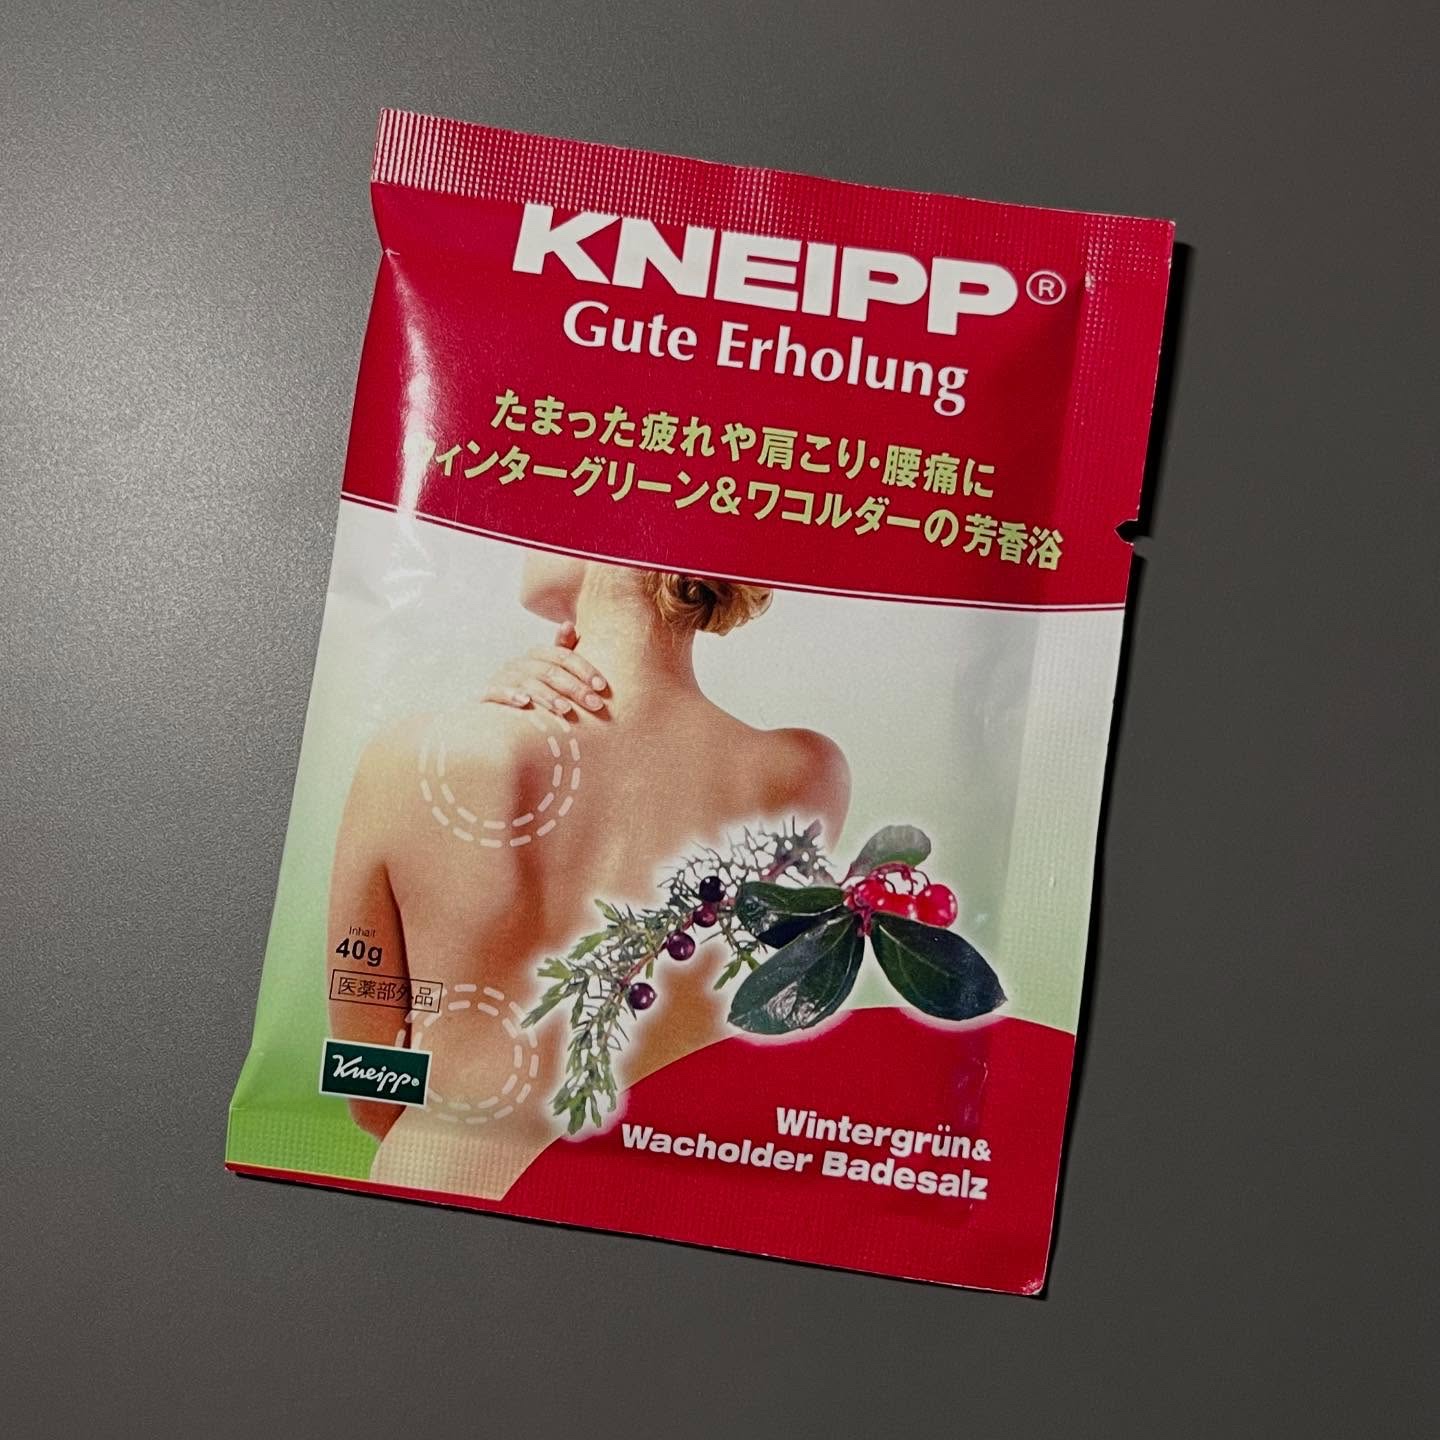 KNEIPP®
Gute Erholung
たまった疲れや肩こり・腰痛に
ウィンターグリーン&ワコルダーの芳香浴
Inhalt
40g
医薬部外品
Kneipp®
Wintergrün&
Wacholder Badesalz